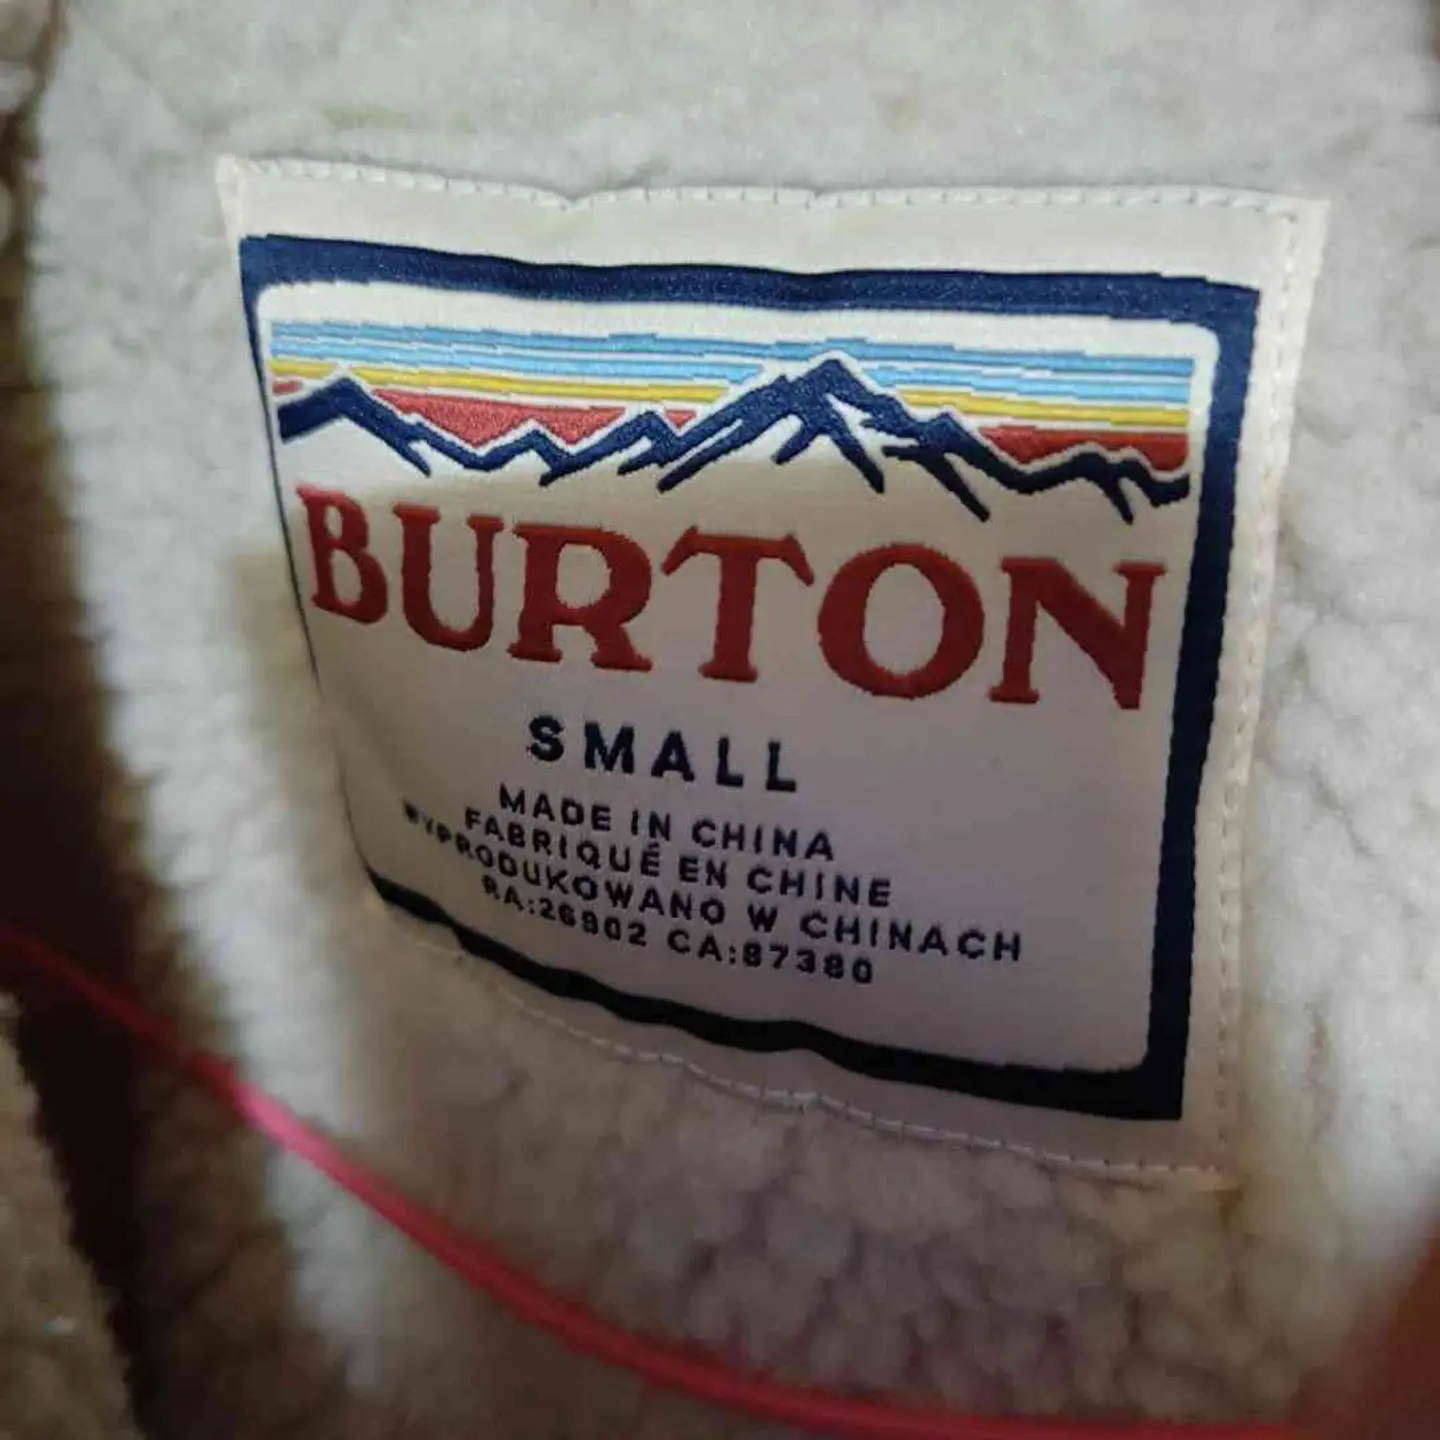 BURTON
SMALL
MADE IN CHINA
FABRIQUÉ EN CHINE
WYPRODUKOWANO W CHINACH
RA:26902 CA:87380